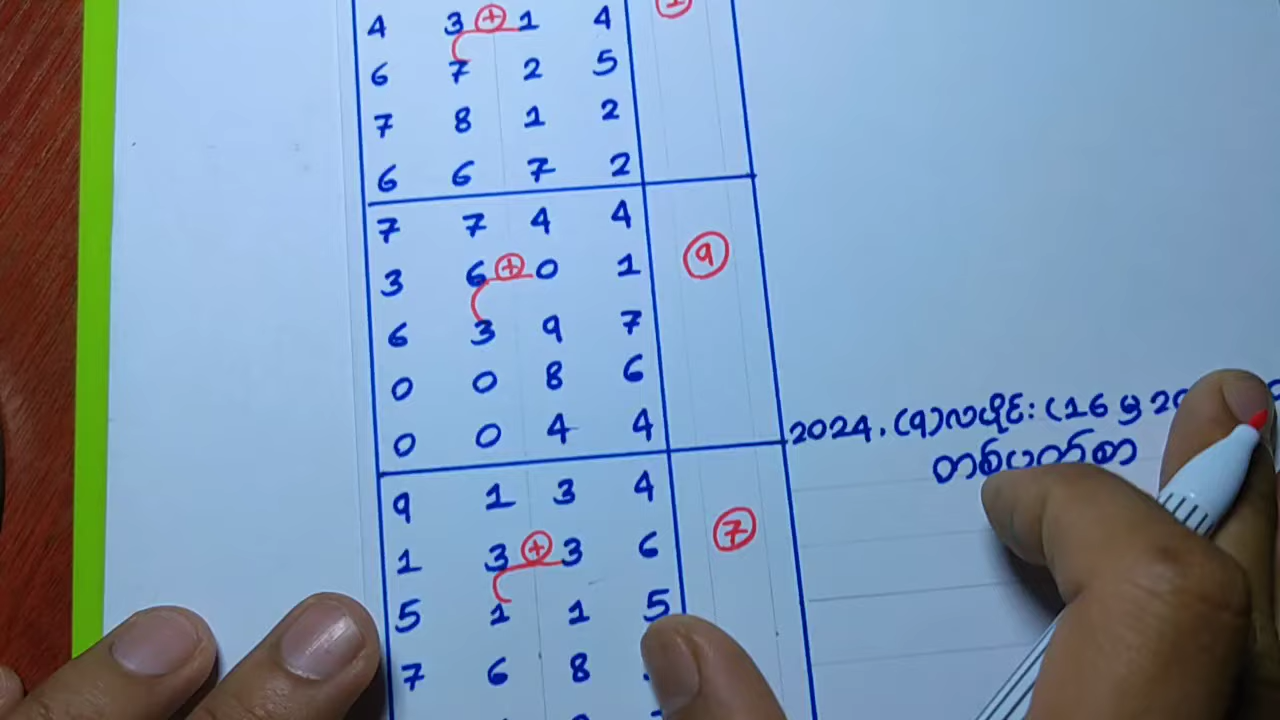 4 3 + 1 4
1
6 7 2 5
7 8 1 2
6 6 7 2
7 7 4 4
3 6 + 0 1
9
6 3 9 7
0 0 8 6
0 0 4 4
2024. (၅)လပိုင်း (16 မှ 20
တစ်ပတ်စာ
9 1 3 4
1 3 + 3 6
7
5 1 1 5
7 6 8